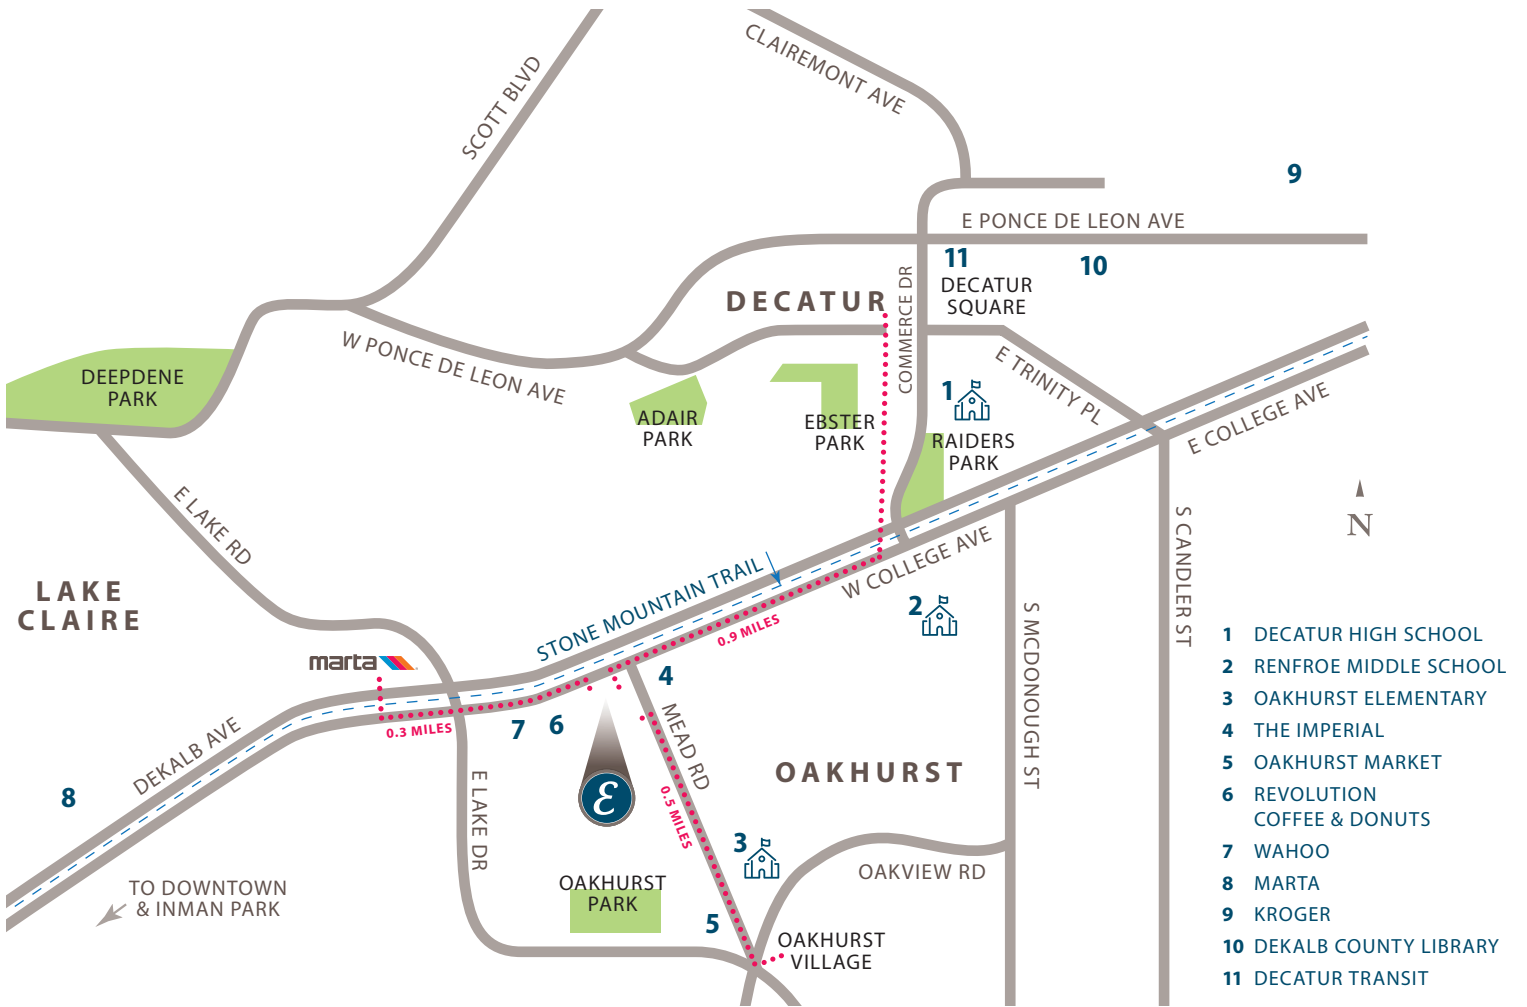 SCOTT BLVD
CLAIREMONT AVE
9
E PONCE DE LEON AVE
11
10
DECATUR
SQUARE
DECATUR
COMMERCE DR
W PONCE DE LEON AVE
E TRINITY PL
DEEPDENE
PARK
ADAIR
PARK
EBSTER
PARK
1
RAIDERS
PARK
E COLLEGE AVE
E LAKE RD
N
S CANDLER ST
STONE MOUNTAIN TRAIL
W COLLEGE AVE
LAKE
CLAIRE
2
0.9 MILES
S MCDONOUGH ST
marta
4
0.3 MILES
7
6
MEAD RD
DEKALB AVE
OAKHURST
8
E
0.5 MILES
E LAKE DR
3
OAKVIEW RD
TO DOWNTOWN
& INMAN PARK
OAKHURST
PARK
5
OAKHURST
VILLAGE
1 DECATUR HIGH SCHOOL
2 RENFROE MIDDLE SCHOOL
3 OAKHURST ELEMENTARY
4 THE IMPERIAL
5 OAKHURST MARKET
6 REVOLUTION
COFFEE & DONUTS
7 WAHOO
8 MARTA
9 KROGER
10 DEKALB COUNTY LIBRARY
11 DECATUR TRANSIT